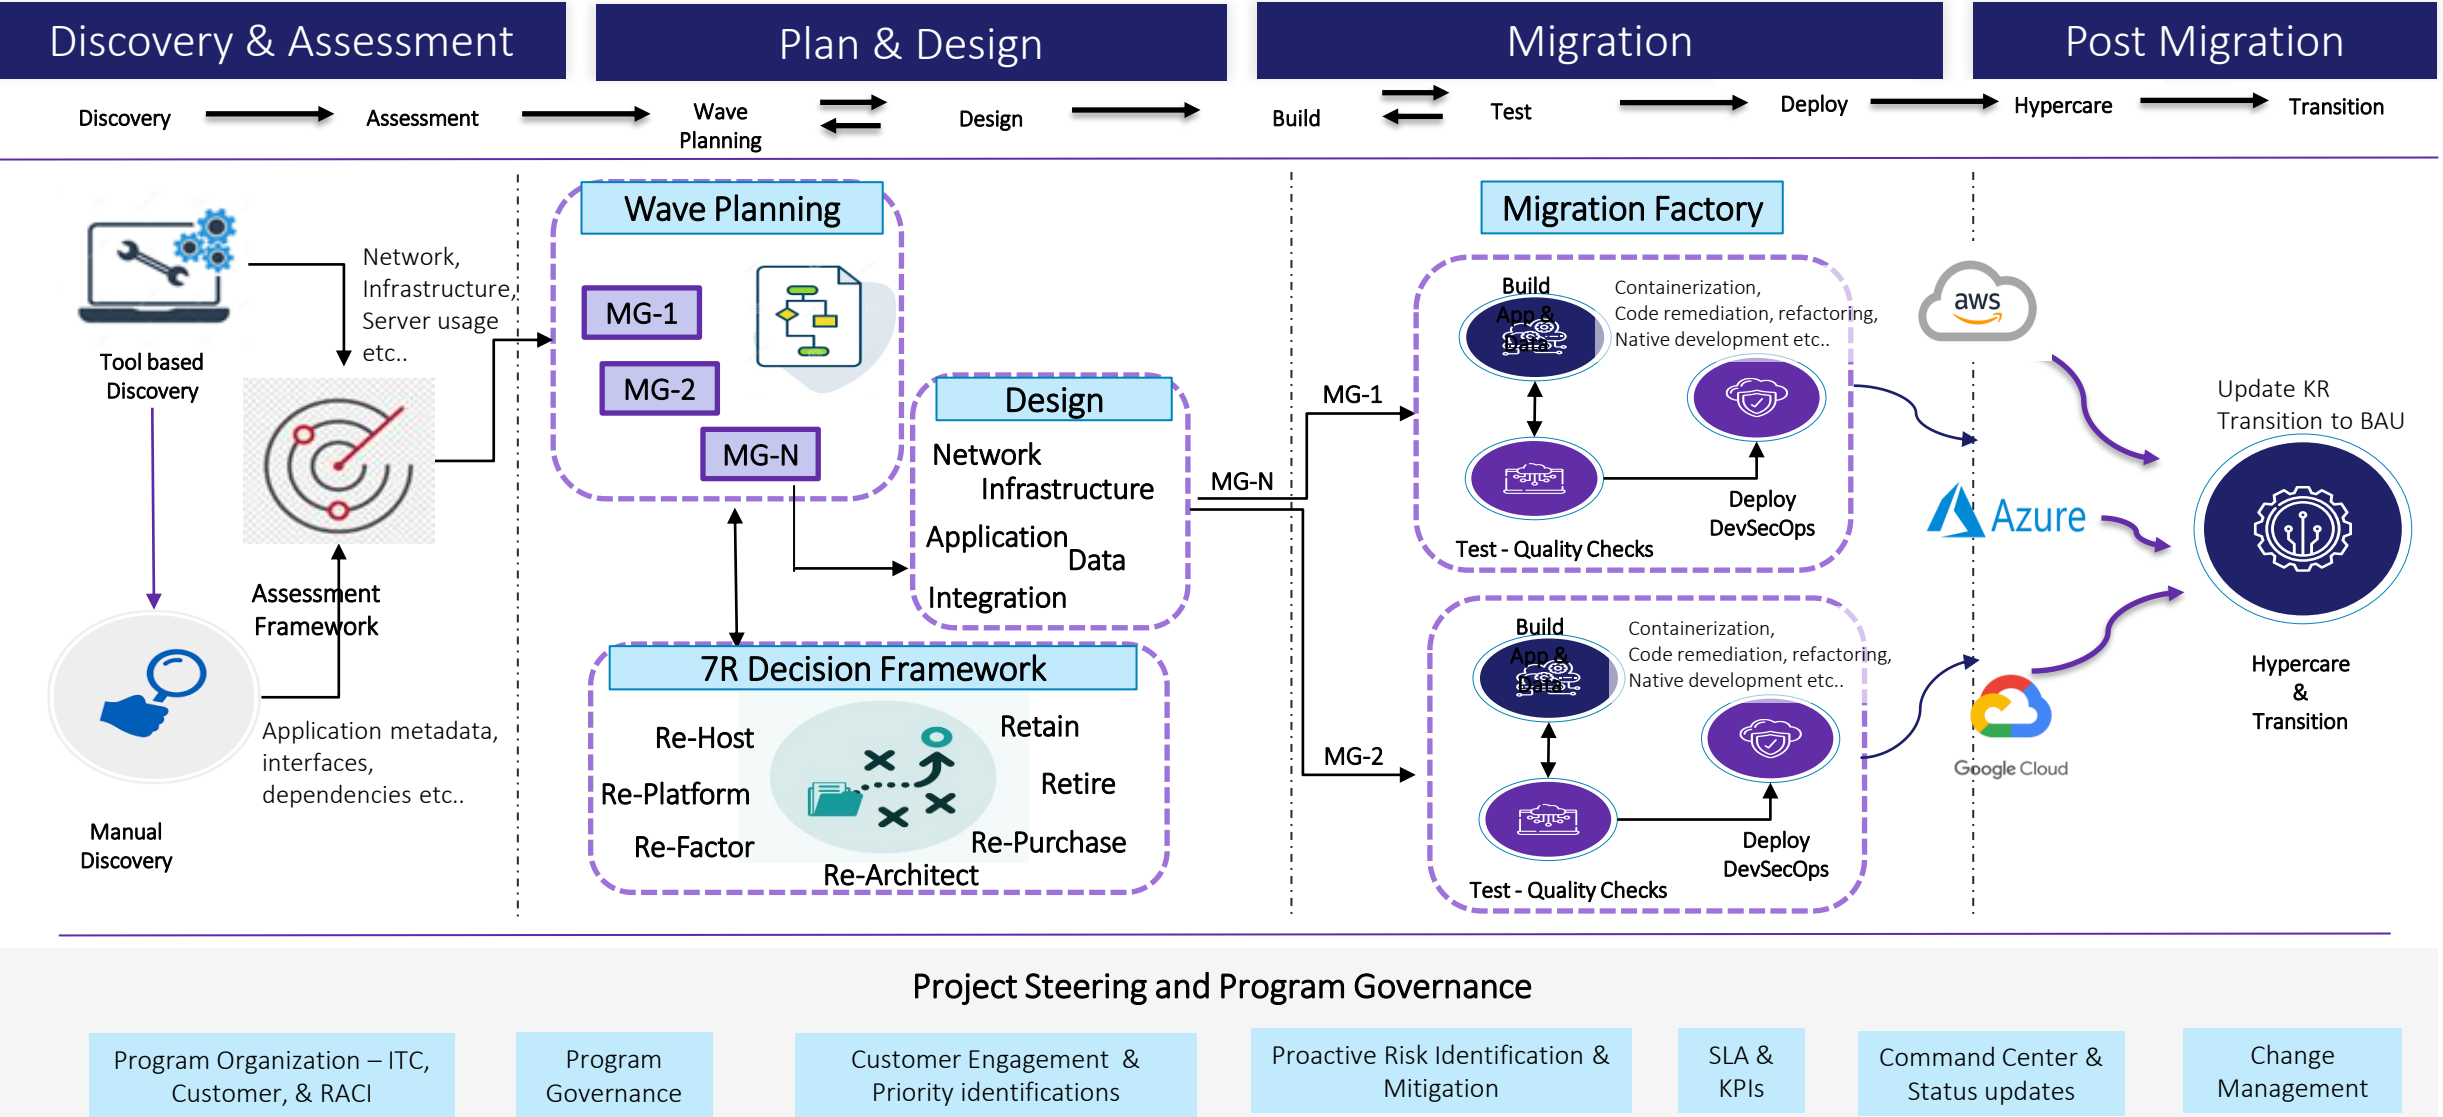 Discovery & Assessment
Plan & Design
Migration
Post Migration
Discovery
Assessment
Wave
Planning
Design
Build
Test
Deploy
Hypercare
Transition
Tool based
Discovery
Network,
Infrastructure,
Server usage
etc..
Assessment
Framework
Application metadata,
interfaces,
dependencies etc..
Manual
Discovery
Wave Planning
MG-1
MG-2
MG-N
Design
Network
Infrastructure
Application
Data
Integration
7R Decision Framework
Re-Host
Re-Platform
Re-Factor
Re-Architect
Retain
Retire
Re-Purchase
MG-N
MG-1
MG-2
Migration Factory
Build
App &
Data
Containerization,
Code remediation, refactoring,
Native development etc..
Deploy
DevSecOps
Test - Quality Checks
Build
App &
Data
Containerization,
Code remediation, refactoring,
Native development etc..
Deploy
DevSecOps
Test - Quality Checks
aws
Azure
Google Cloud
Update KR
Transition to BAU
Hypercare
&
Transition
Project Steering and Program Governance
Program Organization – ITC,
Customer, & RACI
Program
Governance
Customer Engagement &
Priority identifications
Proactive Risk Identification &
Mitigation
SLA &
KPIs
Command Center &
Status updates
Change
Management